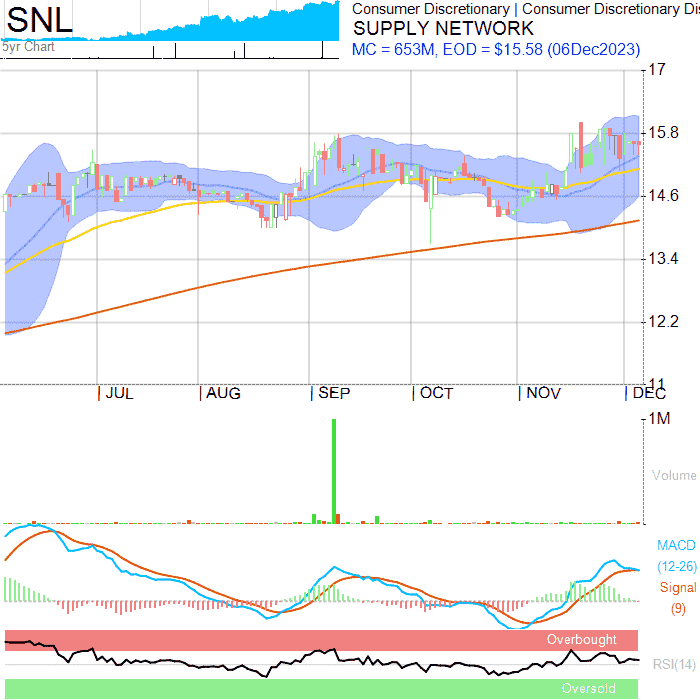 SNL
5yr Chart
Consumer Discretionary | Consumer Discretionary Dis
SUPPLY NETWORK
MC = 653M, EOD = $15.58 (06Dec2023)
17
15.8
14.6
13.4
12.2
11
JUL AUG SEP OCT NOV DEC
1M
Volume
MACD
(12-26)
Signal
(9)
Overbought
RSI(14)
Oversold